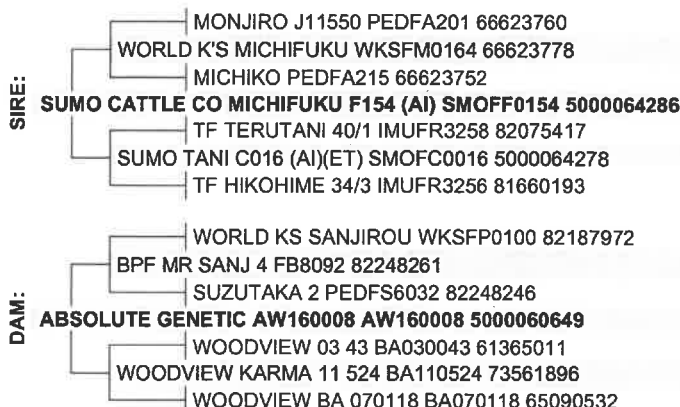 SIRE:
MONJIRO J11550 PEDFA201 66623760
WORLD K'S MICHIFUKU WKSFM0164 66623778
MICHIKO PEDFA215 66623752
SUMO CATTLE CO MICHIFUKU F154 (AI) SMOFF0154 5000064286
TF TERUTANI 40/1 IMUFR3258 82075417
SUMO TANI C016 (AI)(ET) SMOFC0016 5000064278
TF HIKOHIME 34/3 IMUFR3256 81660193
DAM:
WORLD KS SANJIROU WKSFP0100 82187972
BPF MR SANJ 4 FB8092 82248261
SUZUTAKA 2 PEDFS6032 82248246
ABSOLUTE GENETIC AW160008 AW160008 5000060649
WOODVIEW 03 43 BA030043 61365011
WOODVIEW KARMA 11 524 BA110524 73561896
WOODVIEW BA 070118 BA070118 65090532